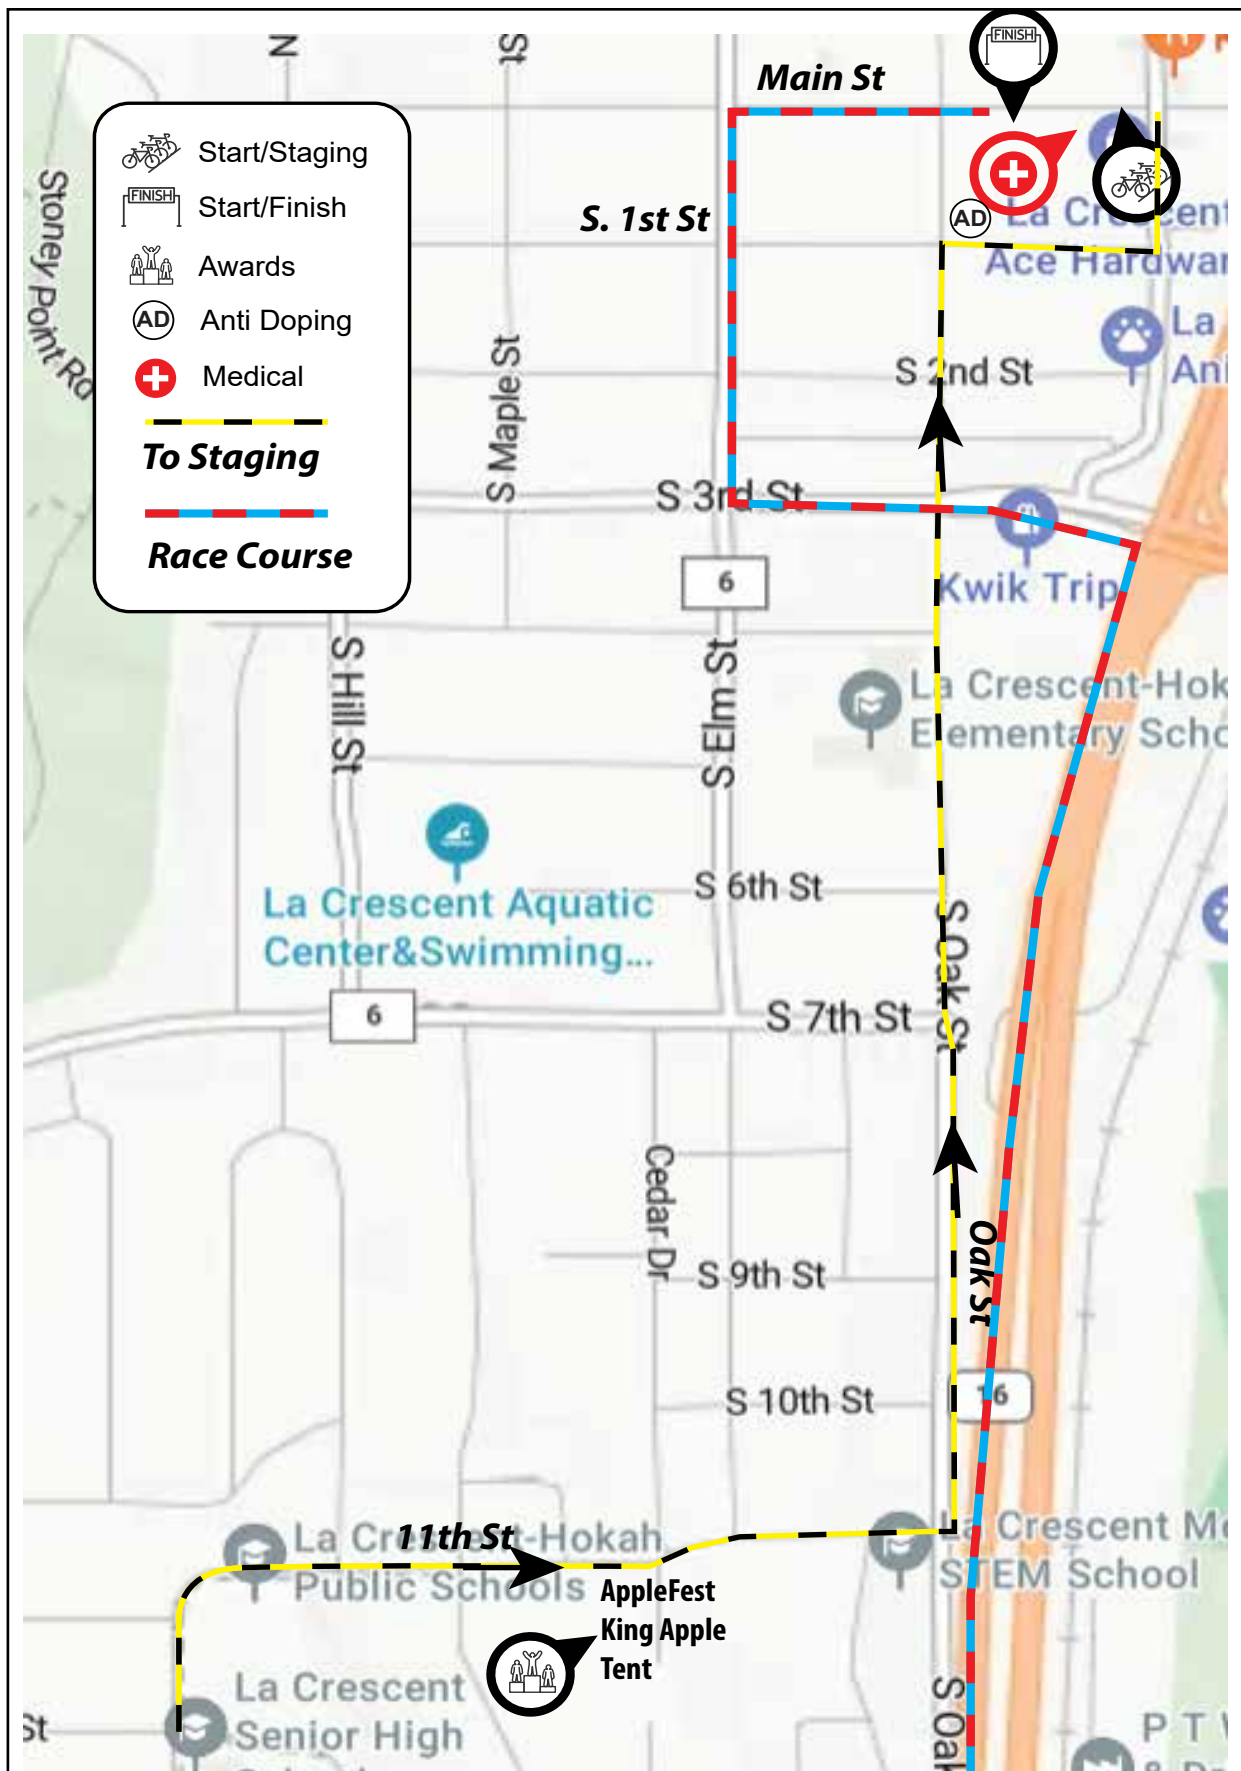 N
St
FINISH
Main St
Start/Staging
FINISH
Start/Finish
Awards
AD
Anti Doping
Medical
To Staging
Race Course
Stoney Point Rd
S. 1st St
AD
La Crescent
Ace Hardwar
La
Ani
S 2nd St
S Maple St
S 3rd St
6
Kwik Trip
S Hill St
S Elm St
La Crescent-Hok
Elementary Scho
La Crescent Aquatic
Center&Swimming...
S 6th St
S Oak St
6
S 7th St
Cedar Dr
Oak St
S 9th St
16
S 10th St
11th St
La Crescent-Hokah
Public Schools
La Crescent Mo
STEM School
AppleFest
King Apple
Tent
La Crescent
Senior High
St
S Oak
P T